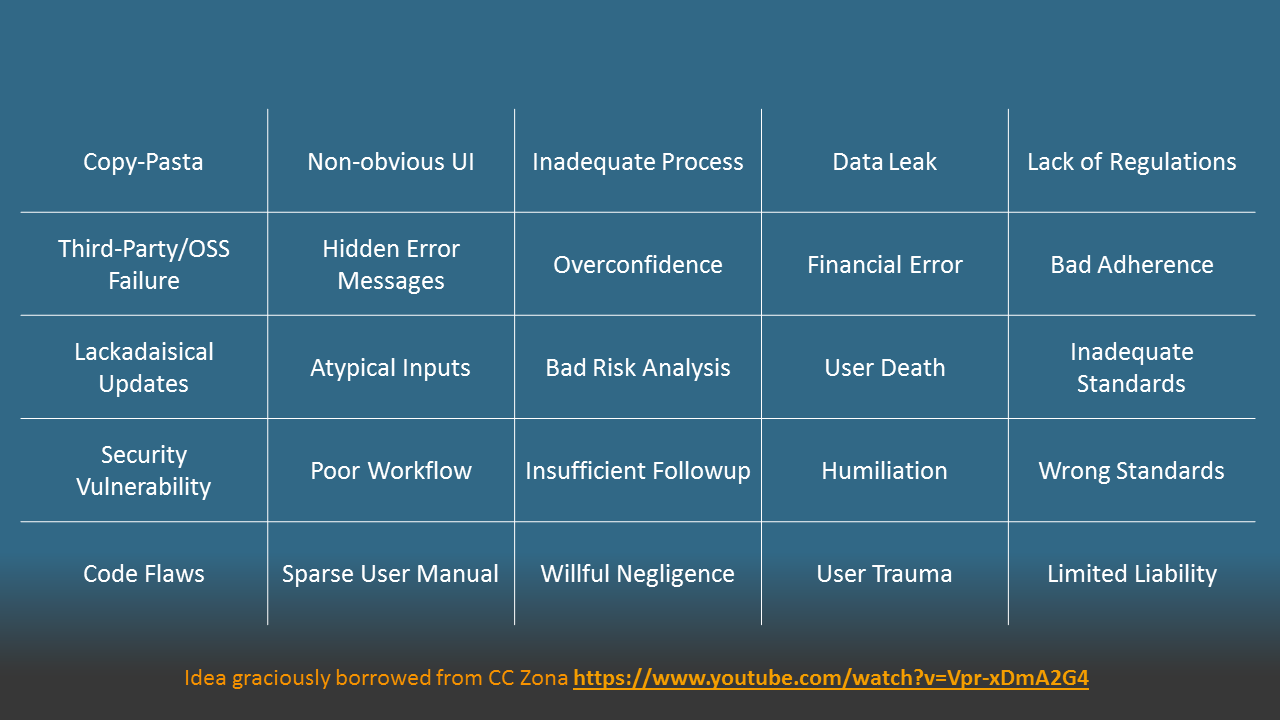 Copy-Pasta
Non-obvious UI
Inadequate Process
Data Leak
Lack of Regulations
Third-Party/OSS
Failure
Hidden Error
Messages
Overconfidence
Financial Error
Bad Adherence
Lackadaisical
Updates
Atypical Inputs
Bad Risk Analysis
User Death
Inadequate
Standards
Security
Vulnerability
Poor Workflow
Insufficient Followup
Humiliation
Wrong Standards
Code Flaws
Sparse User Manual
Willful Negligence
User Trauma
Limited Liability
Idea graciously borrowed from CC Zona https://www.youtube.com/watch?v=Vpr-xDmA2G4